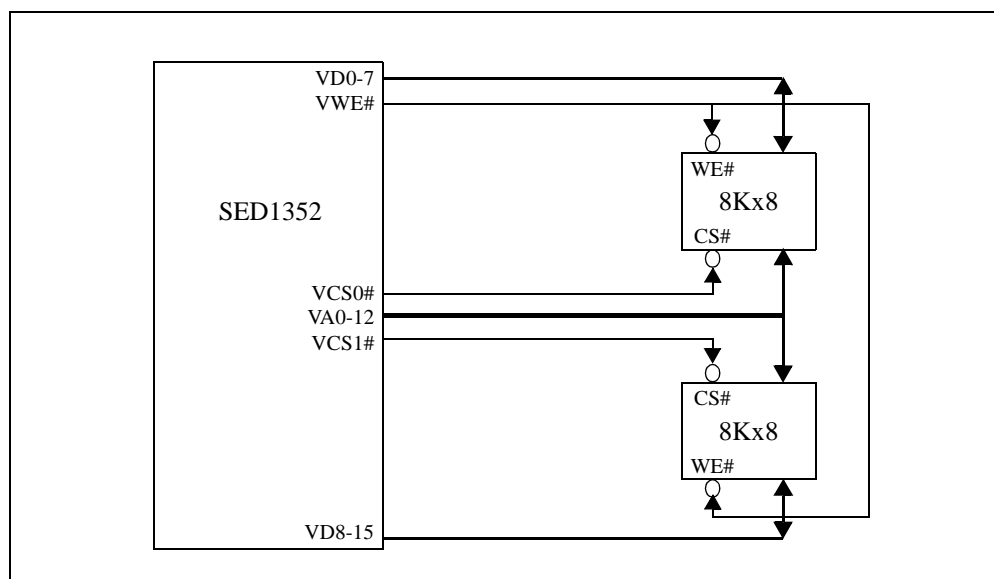 VD0-7
VWE#
WE#
8Kx8
SED1352
CS#
VCS0#
VA0-12
VCS1#
CS#
8Kx8
WE#
VD8-15